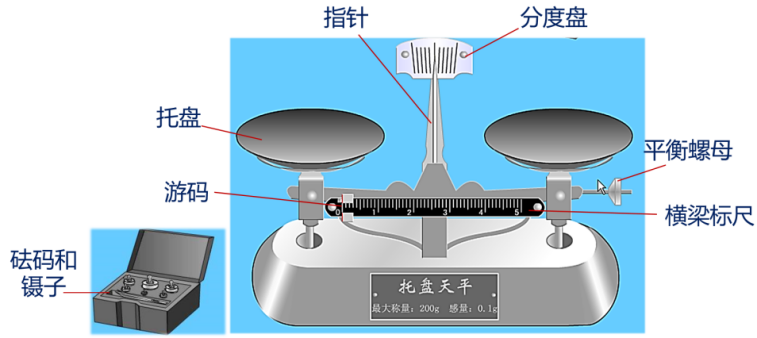 指针
分度盘
托盘
平衡螺母
游码
0 1 2 3 4 5
横梁标尺
砝码和
镊子
托盘天平
最大称量：200g 感量：0.1g